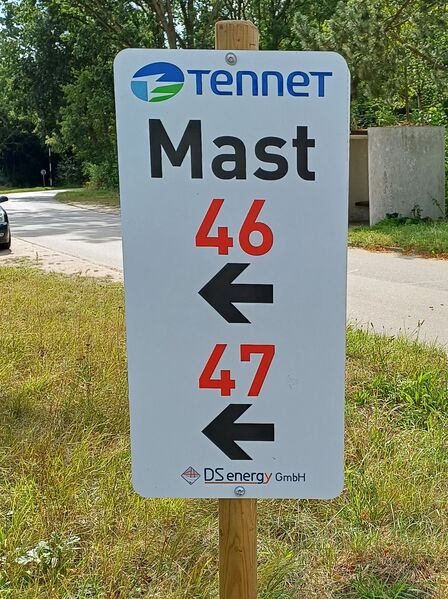 TenneT
Mast
46
←
47
←
DS energy GmbH